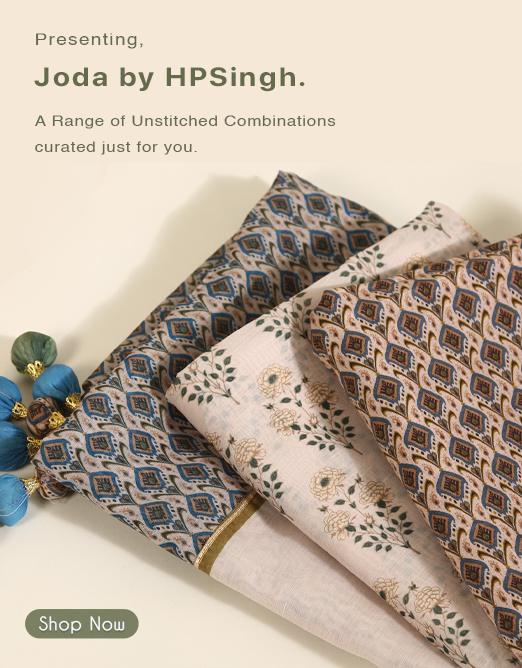 Presenting,
Joda by HPSingh.
A Range of Unstitched Combinations
curated just for you.
Shop Now